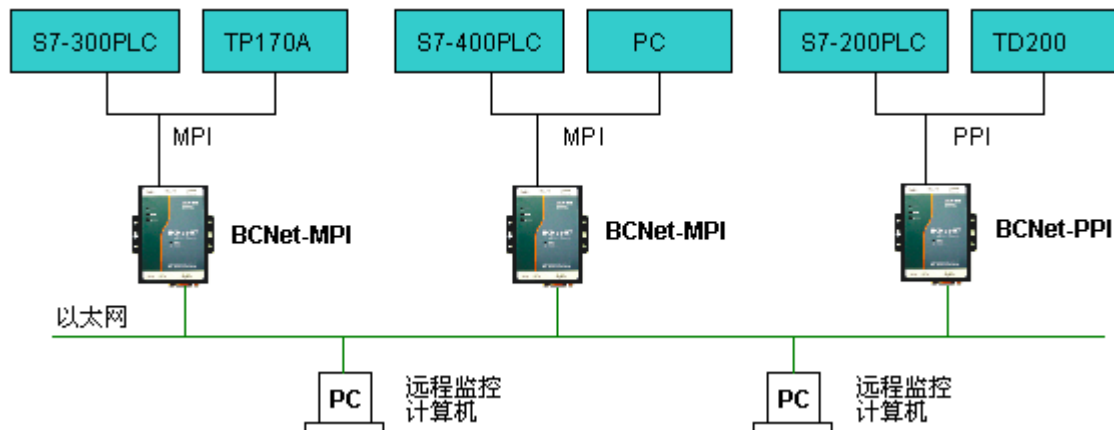 S7-300PLC
TP170A
S7-400PLC
PC
S7-200PLC
TD200
MPI
MPI
PPI
BCNet-MPI
BCNet-MPI
BCNet-PPI
以太网
PC
远程监控
计算机
PC
远程监控
计算机